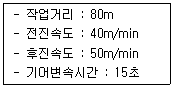 - 작업거리 : 80m
- 전진속도 : 40m/min
- 후진속도 : 50m/min
- 기어변속시간 : 15초